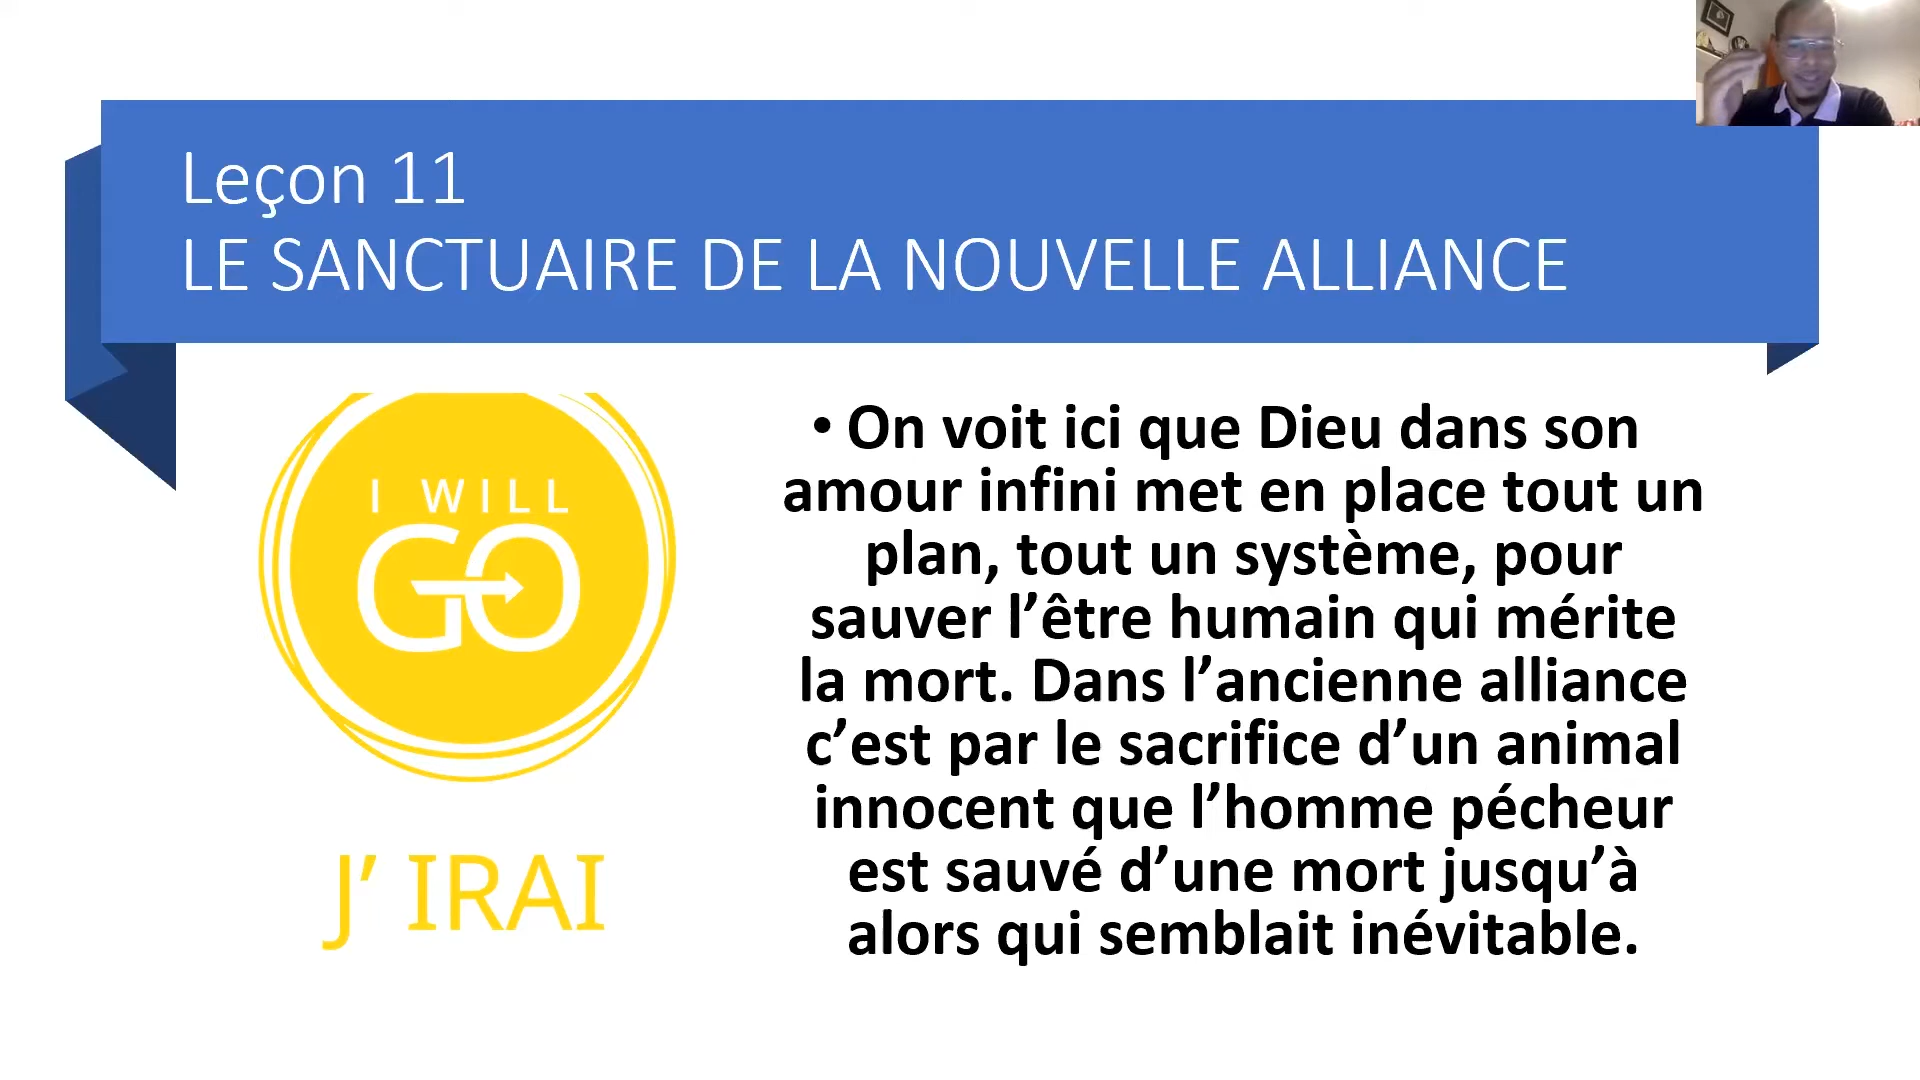 Leçon 11
LE SANCTUAIRE DE LA NOUVELLE ALLIANCE
I WILL
GO
J’ IRAI
• On voit ici que Dieu dans son
amour infini met en place tout un
plan, tout un système, pour
sauver l’être humain qui mérite
la mort. Dans l’ancienne alliance
c’est par le sacrifice d’un animal
innocent que l’homme pécheur
est sauvé d’une mort jusqu’à
alors qui semblait inévitable.